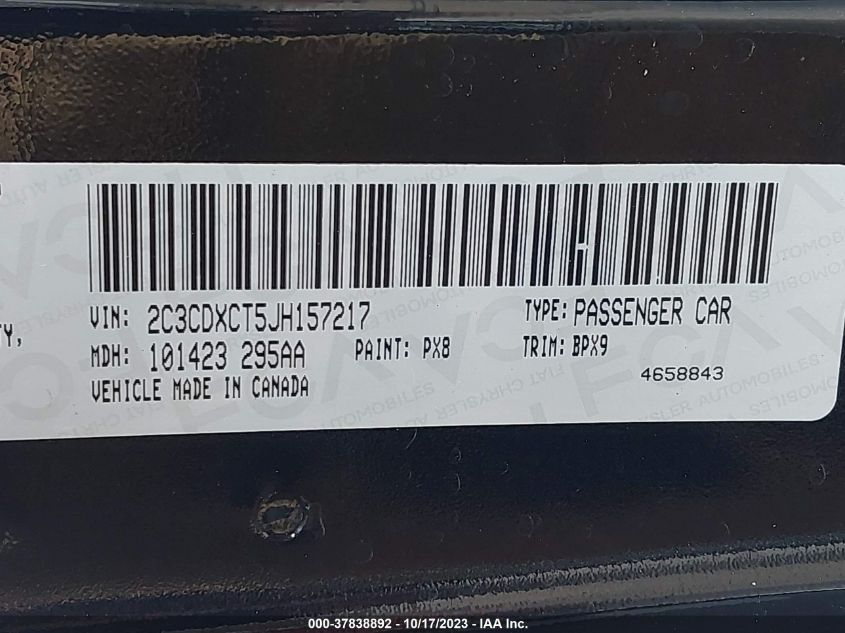 VIN: 2C3CDXCT5JH157217 TYPE: PASSENGER CAR
TY,
MDH: 101423 295AA PAINT: PX8 TRIM: BPX9
VEHICLE MADE IN CANADA 4658843
000-37838892 - 10/17/2023 - IAA Inc.